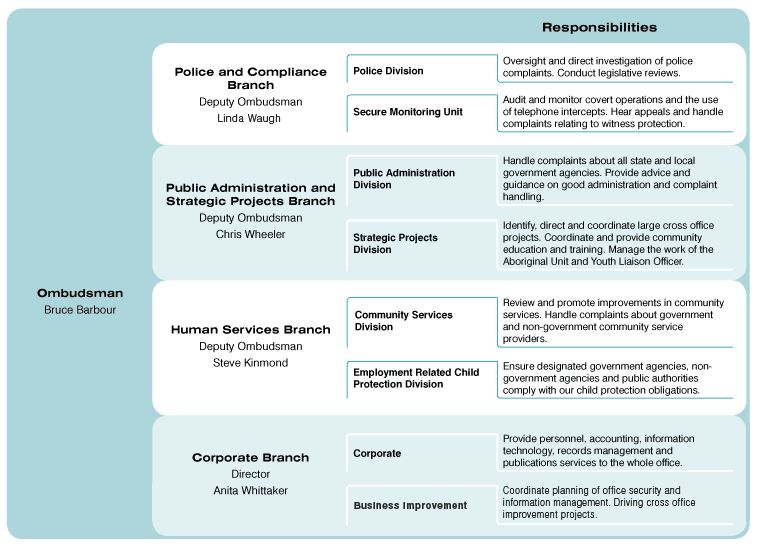 Responsibilities
Ombudsman
Bruce Barbour
Police and Compliance
Branch
Deputy Ombudsman
Linda Waugh
Police Division
Oversight and direct investigation of police
complaints. Conduct legislative reviews.
Secure Monitoring Unit
Audit and monitor covert operations and the use
of telephone intercepts. Hear appeals and handle
complaints relating to witness protection.
Public Administration and
Strategic Projects Branch
Deputy Ombudsman
Chris Wheeler
Public Administration
Division
Handle complaints about all state and local
government agencies. Provide advice and
guidance on good administration and complaint
handling.
Strategic Projects
Division
Identify, direct and coordinate large cross office
projects. Coordinate and provide community
education and training. Manage the work of the
Aboriginal Unit and Youth Liaison Officer.
Human Services Branch
Deputy Ombudsman
Steve Kinmond
Community Services
Division
Review and promote improvements in community
services. Handle complaints about government
and non-government community service
providers.
Employment Related Child
Protection Division
Ensure designated government agencies, non-
government agencies and public authorities
comply with our child protection obligations.
Corporate Branch
Director
Anita Whittaker
Corporate
Provide personnel, accounting, information
technology, records management and
publications services to the whole office.
Business Improvement
Coordinate planning of office security and
information management. Driving cross office
improvement projects.